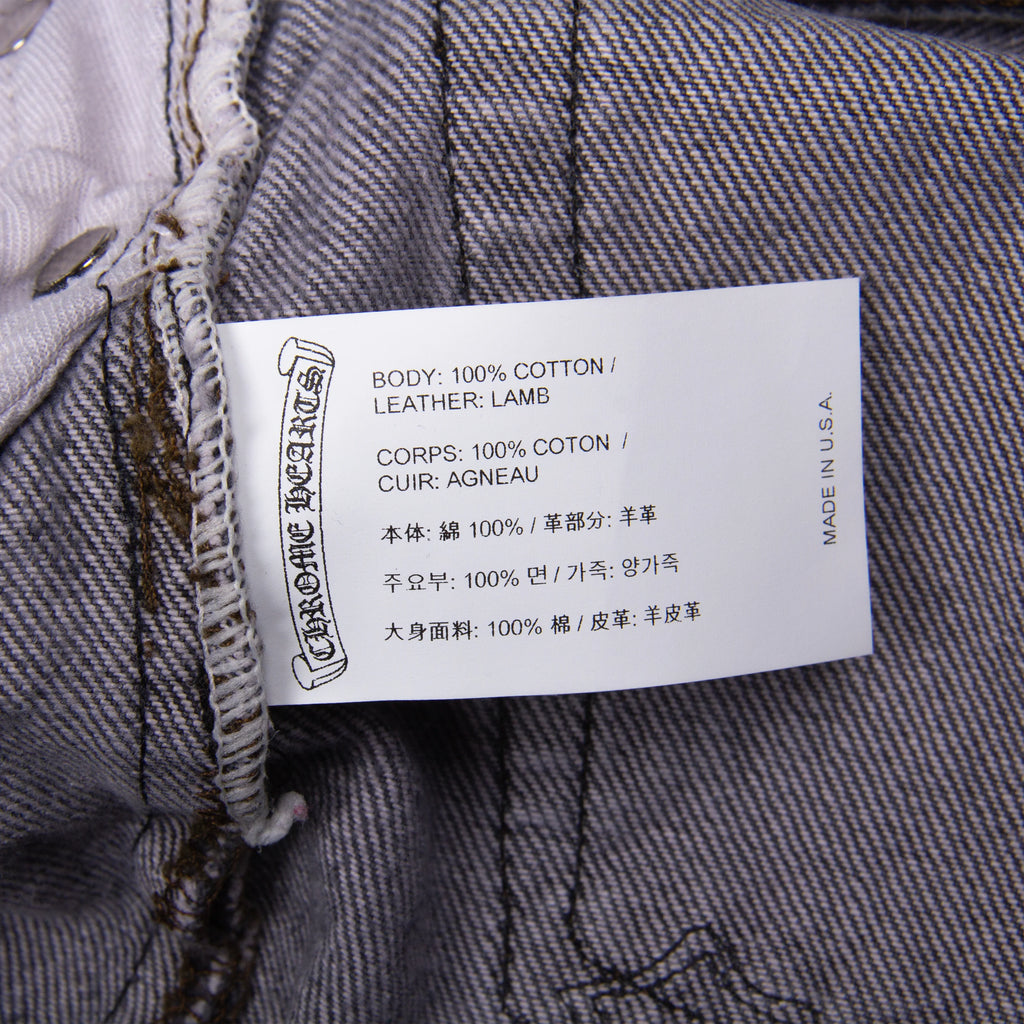 CHROME HEARTS
BODY: 100% COTTON /
LEATHER: LAMB
CORPS: 100% COTON /
CUIR: AGNEAU
本体: 綿 100% / 革部分: 羊革
주요부: 100% 면 / 가죽: 양가죽
大身面料: 100% 棉 / 皮革: 羊皮革
MADE IN U.S.A.